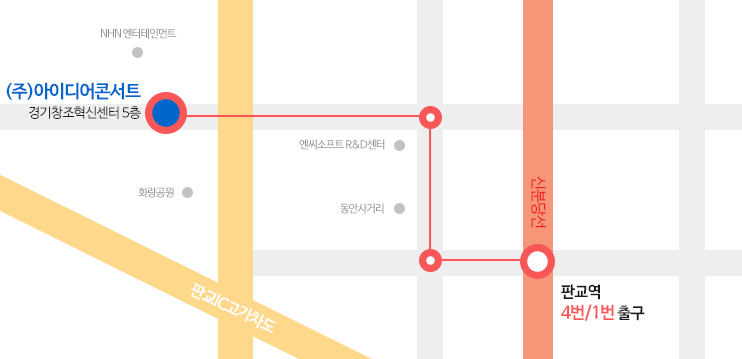 NHN 엔터테인먼트
(주)아이디어콘서트
경기창조혁신센터 5층
엔씨소프트 R&D센터
화랑공원
동안사거리
신분당선
판교IC고가차도
판교역
4번/1번 출구